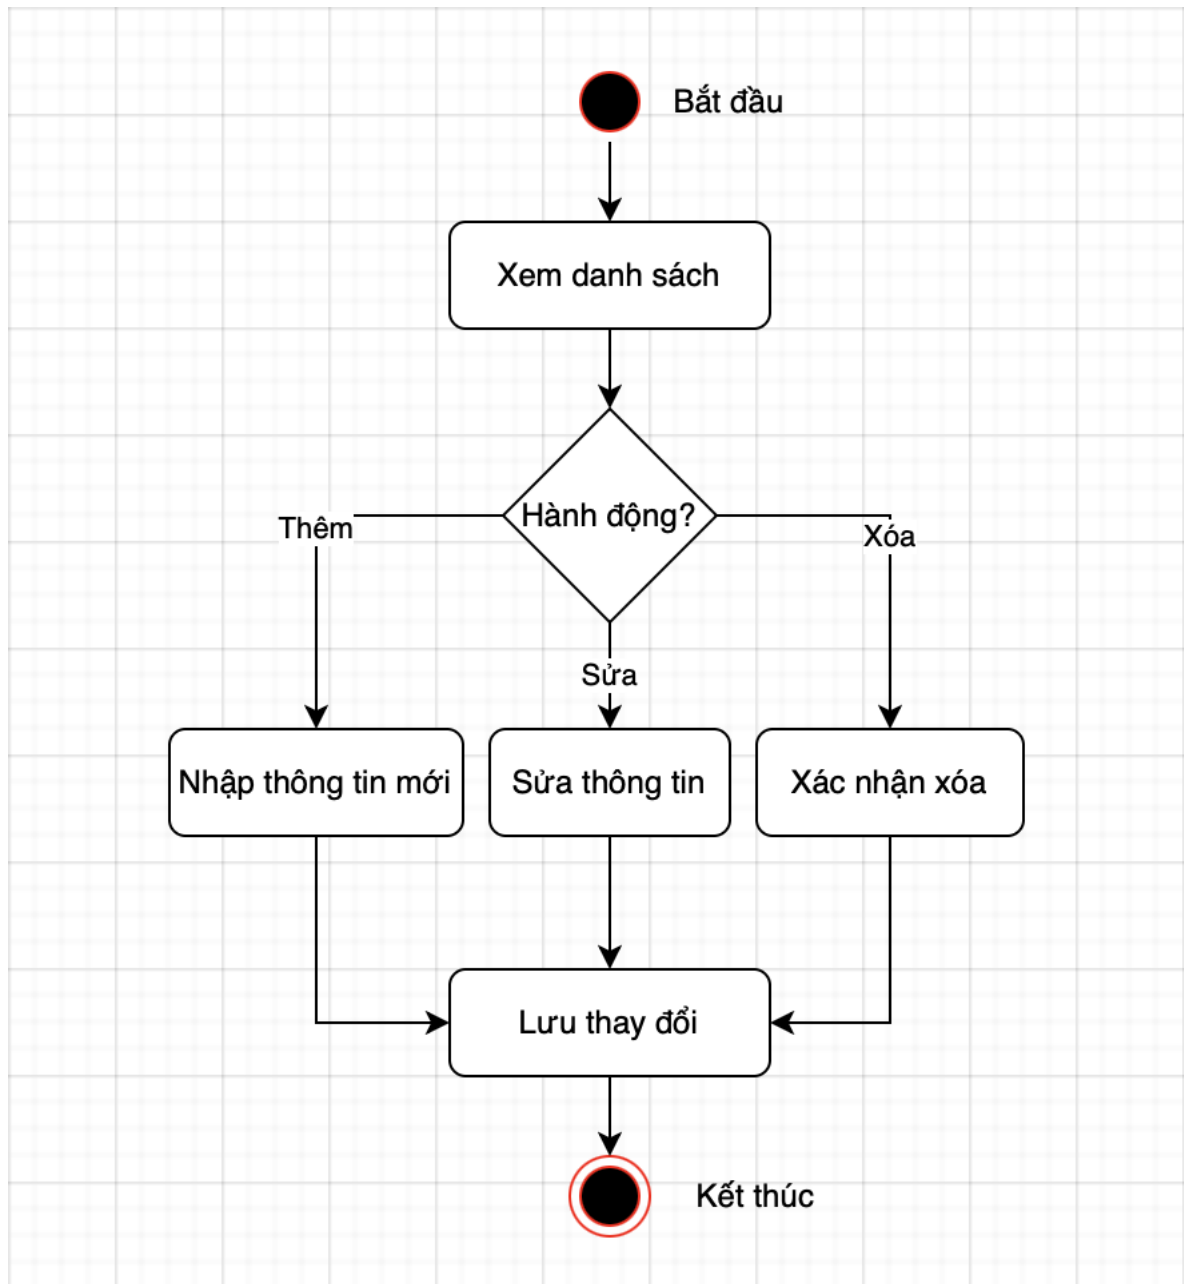 Bắt đầu
Xem danh sách
Hành động?
Thêm
Xóa
Sửa
Nhập thông tin mới
Sửa thông tin
Xác nhận xóa
Lưu thay đổi
Kết thúc